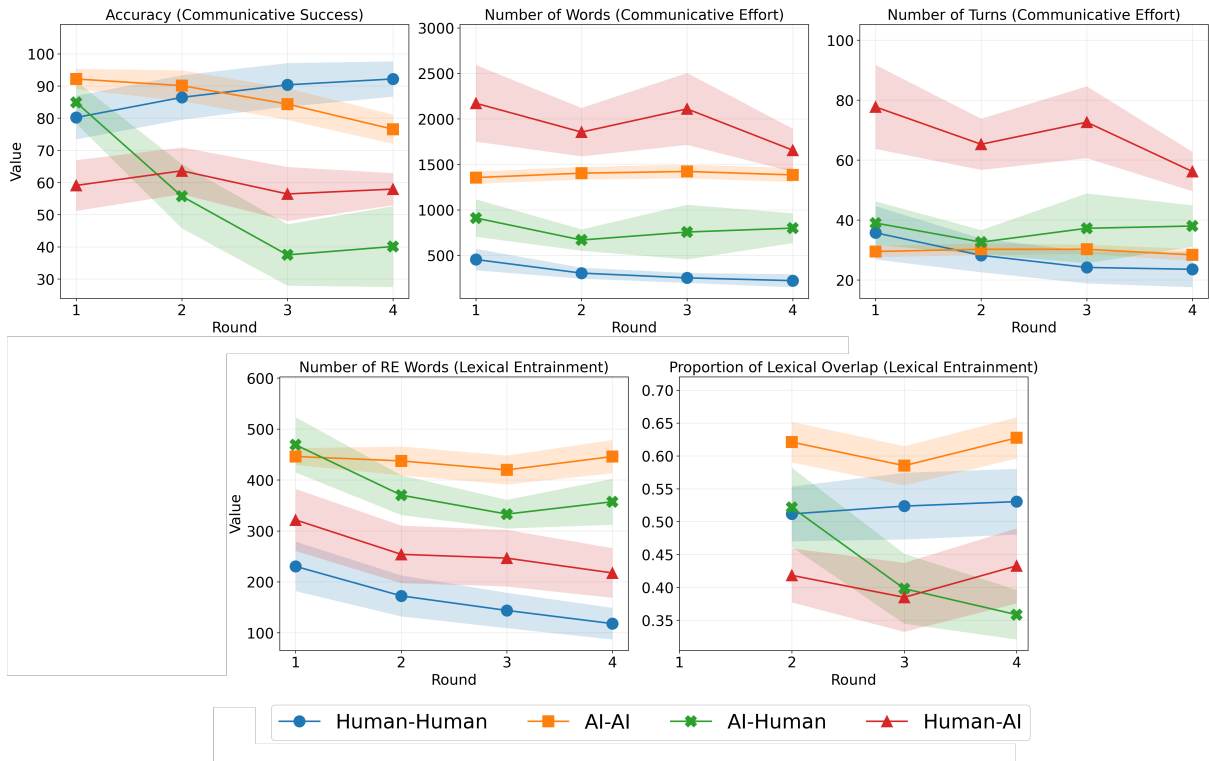 Accuracy (Communicative Success)
Value
100
90
80
70
60
50
40
30
1 2 3 4
Round
Number of Words (Communicative Effort)
3000
2500
2000
1500
1000
500
1 2 3 4
Round
Number of Turns (Communicative Effort)
100
80
60
40
20
1 2 3 4
Round
Number of RE Words (Lexical Entrainment)
Value
600
500
400
300
200
100
1 2 3 4
Round
Proportion of Lexical Overlap (Lexical Entrainment)
0.70
0.65
0.60
0.55
0.50
0.45
0.40
0.35
1 2 3 4
Round
Human-Human AI-AI AI-Human Human-AI